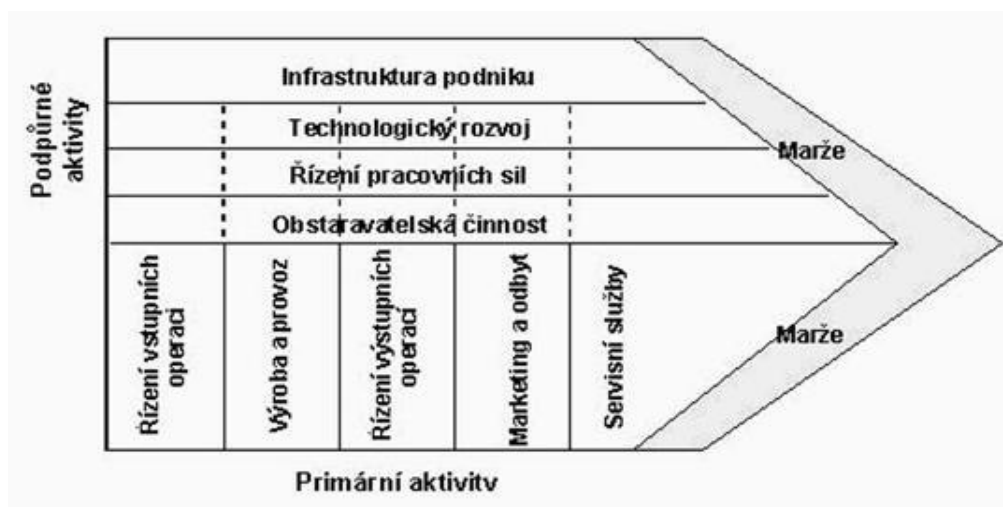 Podpůrné
aktivity
Infrastruktura podniku
Technologický rozvoj
Řízení pracovních sil
Obstaravatelská činnost
Marže
Řízení vstupních
operací
Výroba a provoz
Řízení výstupních
operací
Marketing a odbyt
Servisní služby
Marže
Primární aktivity